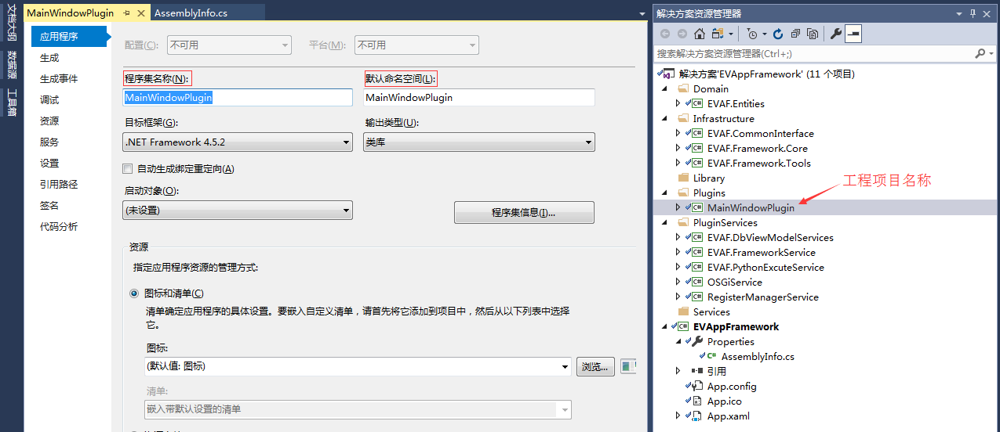 文档大纲
数据源
工具箱
MainWindowPlugin
AssemblyInfo.cs
应用程序
生成
生成事件
调试
资源
服务
设置
引用路径
签名
代码分析
配置(C):
不可用
平台(M):
不可用
程序集名称(N):
默认命名空间(L):
MainWindowPlugin
MainWindowPlugin
目标框架(G):
输出类型(U):
.NET Framework 4.5.2
类库
自动生成绑定重定向(A)
启动对象(O):
(未设置)
程序集信息(I)...
资源
指定应用程序资源的管理方式:
图标和清单(C)
清单确定应用程序的具体设置。要嵌入自定义清单，请首先将它添加到项目中，然后从以下列表中选择
它。
图标:
(默认值: 图标)
浏览...
清单:
嵌入带默认设置的清单
解决方案资源管理器
搜索解决方案资源管理器(Ctrl+;)
解决方案'EVAppFramework' (11 个项目)
Domain
C# EVAF.Entities
Infrastructure
C# EVAF.CommonInterface
C# EVAF.Framework.Core
C# EVAF.Framework.Tools
Library
工程项目名称
Plugins
C# MainWindowPlugin
PluginServices
C# EVAF.DbViewModelServices
C# EVAF.FrameworkService
C# EVAF.PythonExcuteService
C# OSGiService
C# RegisterManagerService
Services
C# EVAppFramework
Properties
C# AssemblyInfo.cs
引用
App.config
App.ico
App.xaml